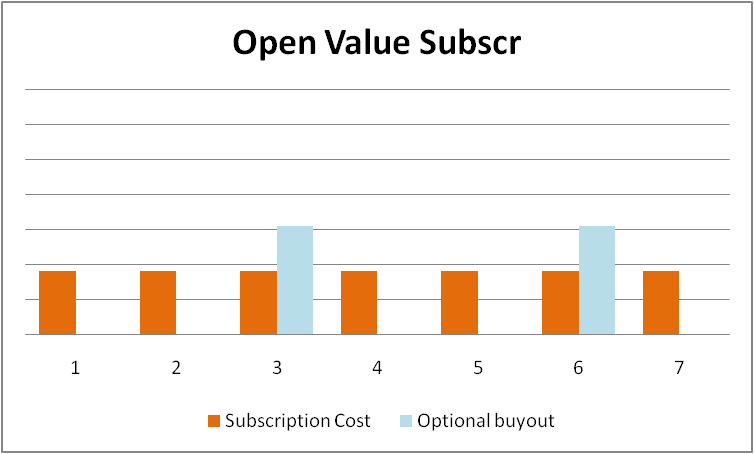 Open Value Subscr
1 2 3 4 5 6 7
Subscription Cost Optional buyout